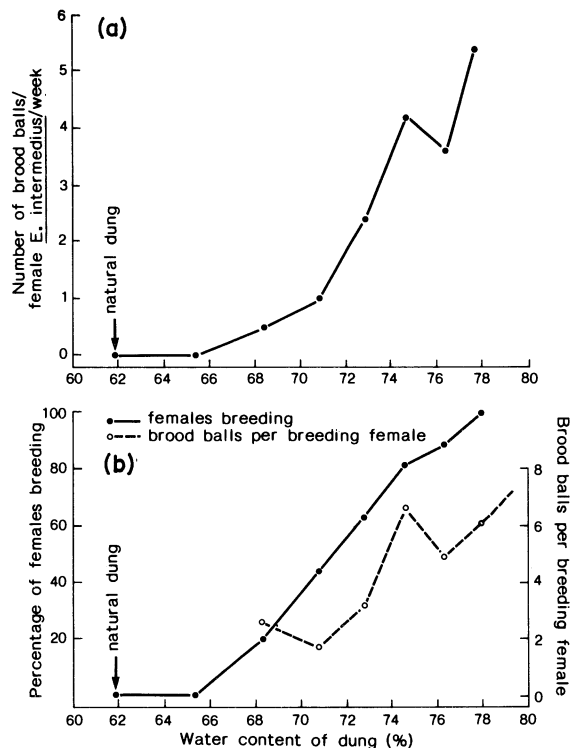 (a)
Number of brood balls/
female E. intermedius/week
6
5
4
3
2
1
0
natural dung
60 62 64 66 68 70 72 74 76 78 80
females breeding
brood balls per breeding female
(b)
Percentage of females breeding
100
80
60
40
20
natural dung
8
6
4
2
0
Brood balls per breeding female
60 62 64 66 68 70 72 74 76 78 80
Water content of dung (%)